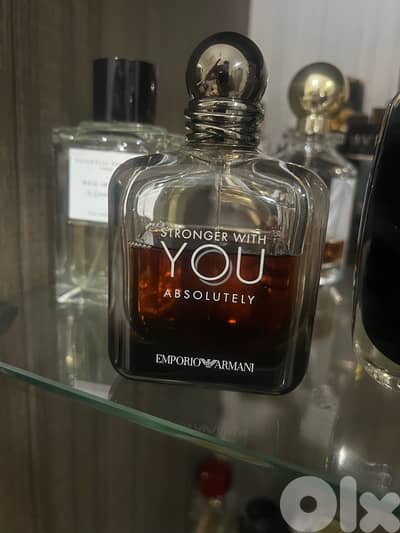 STRONGER WITH
YOU
ABSOLUTELY
EMPORIO ARMANI
olx